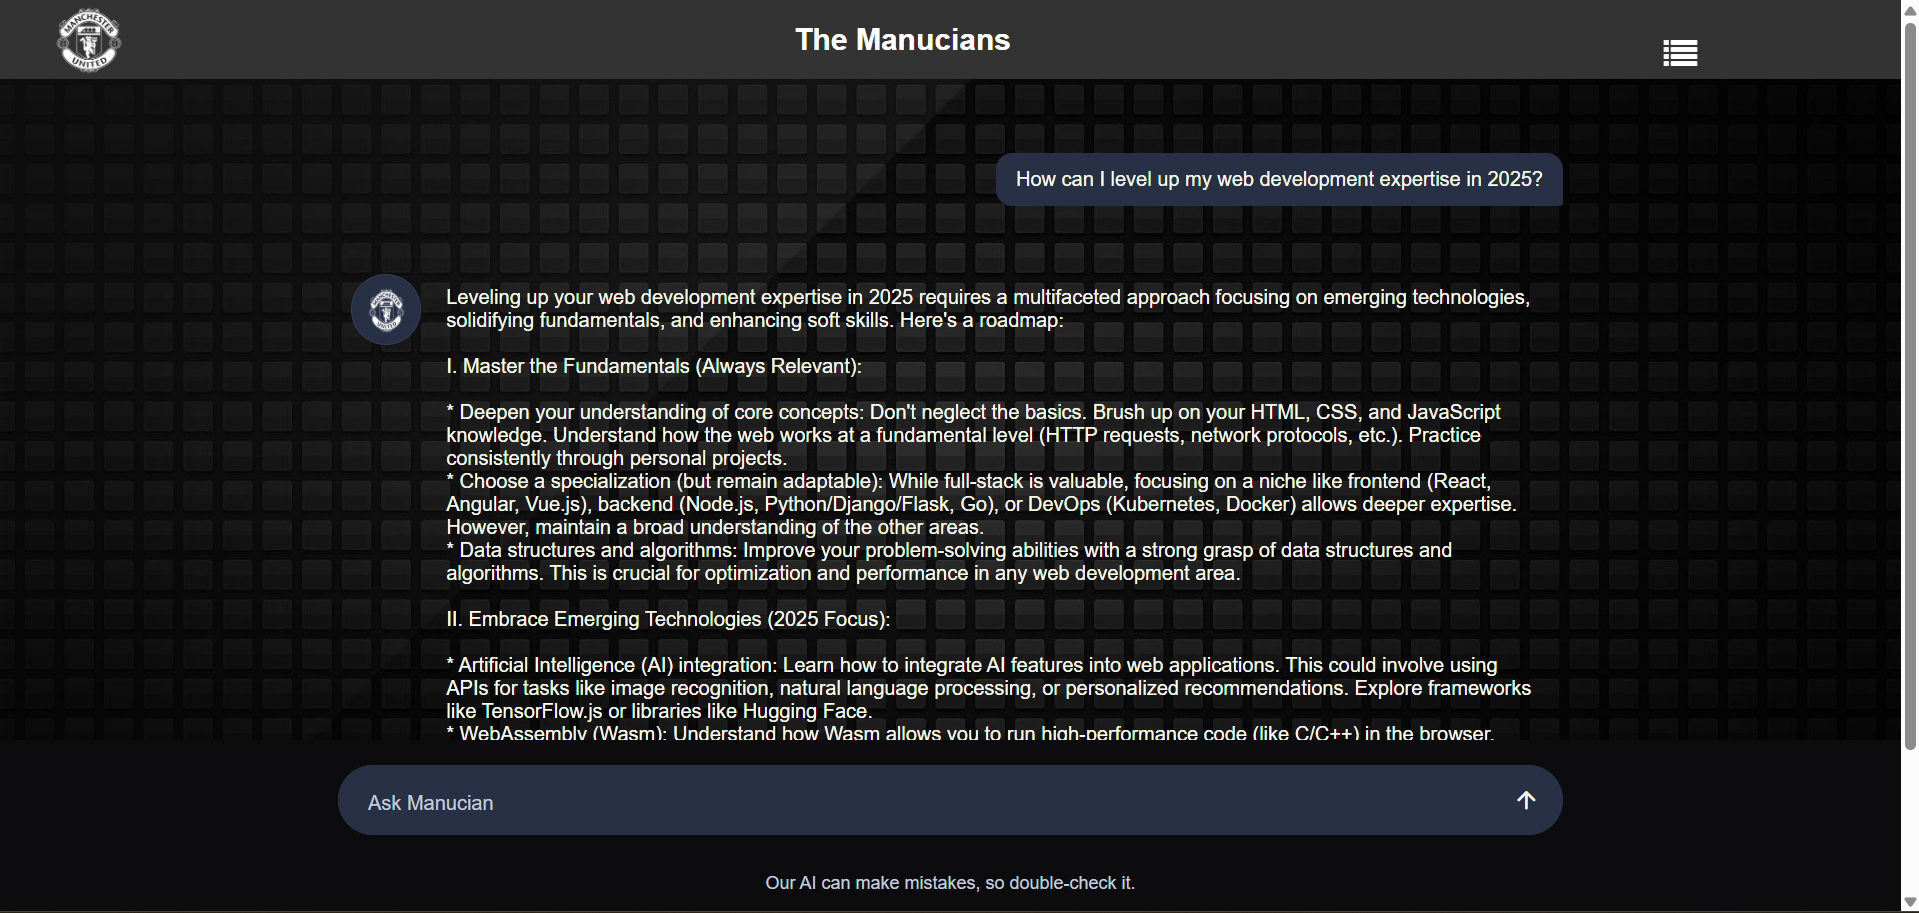 MANCHESTER
UNITED
The Manucians
How can I level up my web development expertise in 2025?
MANCHESTER
UNITED
Leveling up your web development expertise in 2025 requires a multifaceted approach focusing on emerging technologies,
solidifying fundamentals, and enhancing soft skills. Here's a roadmap:
I. Master the Fundamentals (Always Relevant):
* Deepen your understanding of core concepts: Don't neglect the basics. Brush up on your HTML, CSS, and JavaScript
knowledge. Understand how the web works at a fundamental level (HTTP requests, network protocols, etc.). Practice
consistently through personal projects.
* Choose a specialization (but remain adaptable): While full-stack is valuable, focusing on a niche like frontend (React,
Angular, Vue.js), backend (Node.js, Python/Django/Flask, Go), or DevOps (Kubernetes, Docker) allows deeper expertise.
However, maintain a broad understanding of the other areas.
* Data structures and algorithms: Improve your problem-solving abilities with a strong grasp of data structures and
algorithms. This is crucial for optimization and performance in any web development area.
II. Embrace Emerging Technologies (2025 Focus):
* Artificial Intelligence (AI) integration: Learn how to integrate AI features into web applications. This could involve using
APIs for tasks like image recognition, natural language processing, or personalized recommendations. Explore frameworks
like TensorFlow.js or libraries like Hugging Face.
* WebAssembly (Wasm): Understand how Wasm allows you to run high-performance code (like C/C++) in the browser.
Ask Manucian
Our AI can make mistakes, so double-check it.